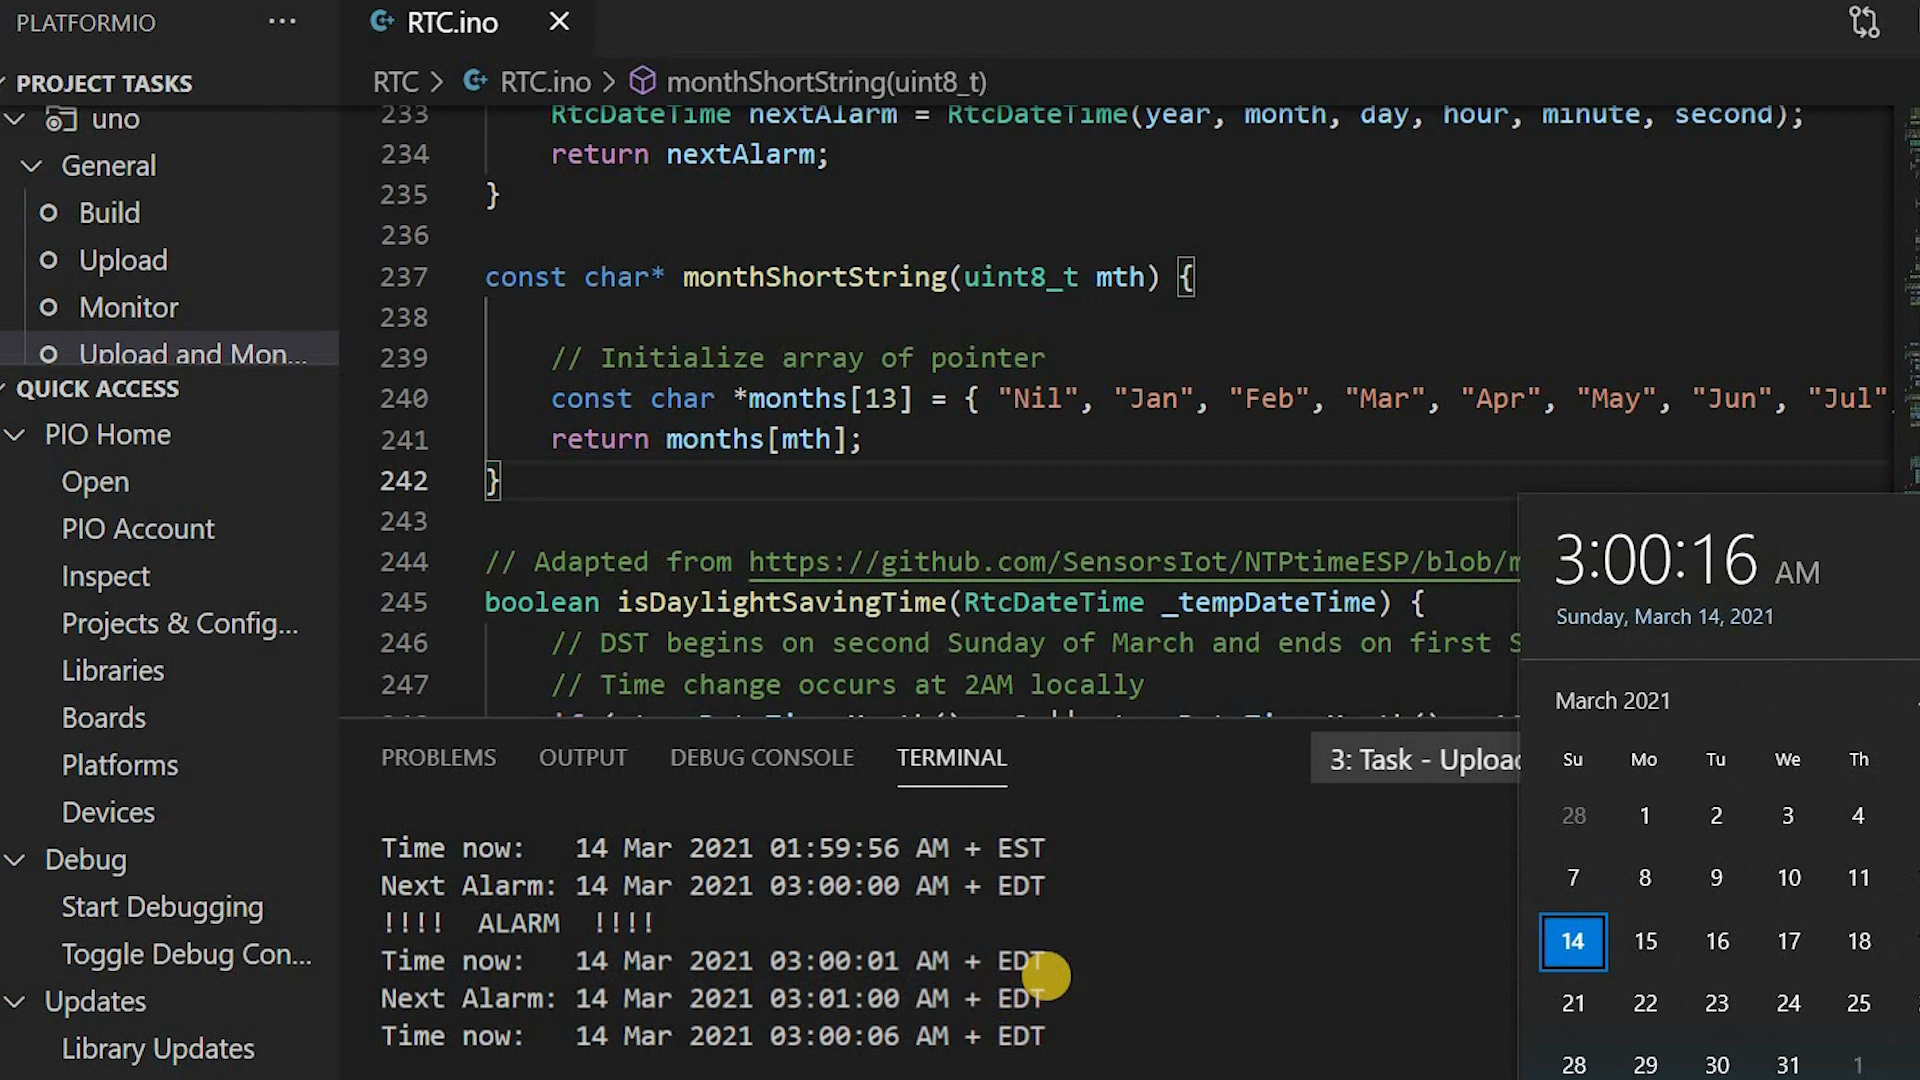 PLATFORMIO
PROJECT TASKS
uno
General
Build
Upload
Monitor
Upload and Mon...
QUICK ACCESS
PIO Home
Open
PIO Account
Inspect
Projects & Config...
Libraries
Boards
Platforms
Devices
Debug
Start Debugging
Toggle Debug Con...
Updates
Library Updates
RTC.ino
RTC > RTC.ino > monthShortString(uint8_t)
233 RtcDateTime nextAlarm = RtcDateTime(year, month, day, hour, minute, second);
234 return nextAlarm;
235 }
236
237 const char* monthShortString(uint8_t mth) {
238
239 // Initialize array of pointer
240 const char *months[13] = { "Nil", "Jan", "Feb", "Mar", "Apr", "May", "Jun", "Jul"
241 return months[mth];
242 }
243
244 // Adapted from https://github.com/SensorsIot/NTPtimeESP/blob/m
245 boolean isDaylightSavingTime(RtcDateTime _tempDateTime) {
246 // DST begins on second Sunday of March and ends on first S
247 // Time change occurs at 2AM locally
PROBLEMS OUTPUT DEBUG CONSOLE TERMINAL 3: Task - Upload
Time now: 14 Mar 2021 01:59:56 AM + EST
Next Alarm: 14 Mar 2021 03:00:00 AM + EDT
!!!! ALARM !!!!
Time now: 14 Mar 2021 03:00:01 AM + EDT
Next Alarm: 14 Mar 2021 03:01:00 AM + EDT
Time now: 14 Mar 2021 03:00:06 AM + EDT
3:00:16 AM
Sunday, March 14, 2021
March 2021
Su Mo Tu We Th
28 1 2 3 4
7 8 9 10 11
14 15 16 17 18
21 22 23 24 25
28 29 30 31 1